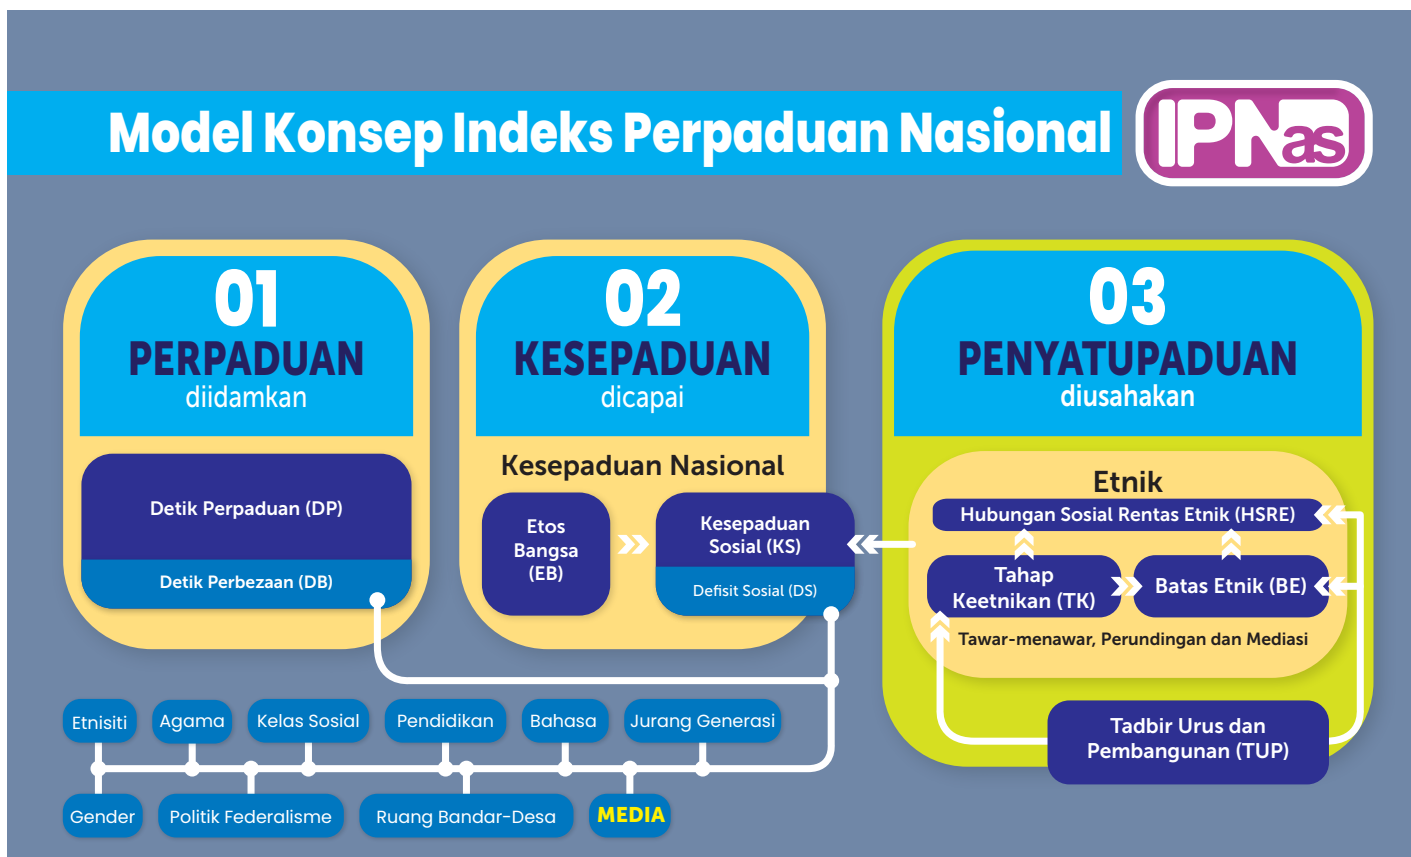 Model Konsep Indeks Perpaduan Nasional
IPNas
01
PERPADUAN
diidamkan
Detik Perpaduan (DP)
Detik Perbezaan (DB)
02
KESEPADUAN
dicapai
Kesepaduan Nasional
Etos
Bangsa
(EB)
Kesepaduan
Sosial (KS)
Defisit Sosial (DS)
03
PENYATUPADUAN
diusahakan
Etnik
Hubungan Sosial Rentas Etnik (HSRE)
Tahap
Keetnikan (TK)
Batas Etnik (BE)
Tawar-menawar, Perundingan dan Mediasi
Tadbir Urus dan
Pembangunan (TUP)
Etnisiti
Agama
Kelas Sosial
Pendidikan
Bahasa
Jurang Generasi
Gender
Politik Federalisme
Ruang Bandar-Desa
MEDIA